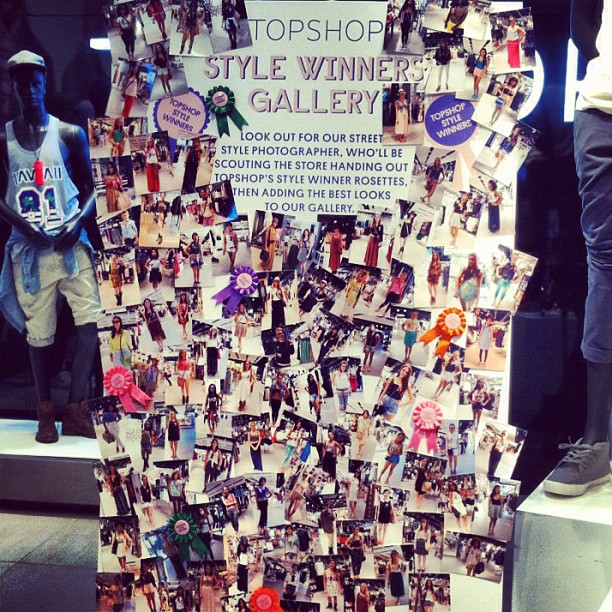 TOPSHOP
STYLE WINNERS
GALLERY
LOOK OUT FOR OUR STREET
STYLE PHOTOGRAPHER, WHO'LL BE
SCOUTING THE STORE HANDING OUT
TOPSHOP'S STYLE WINNER ROSETTES,
THEN ADDING THE BEST LOOKS
TO OUR GALLERY.
TOPSHOP
STYLE
WINNERS
TOPSHOP
STYLE
WINNERS
21